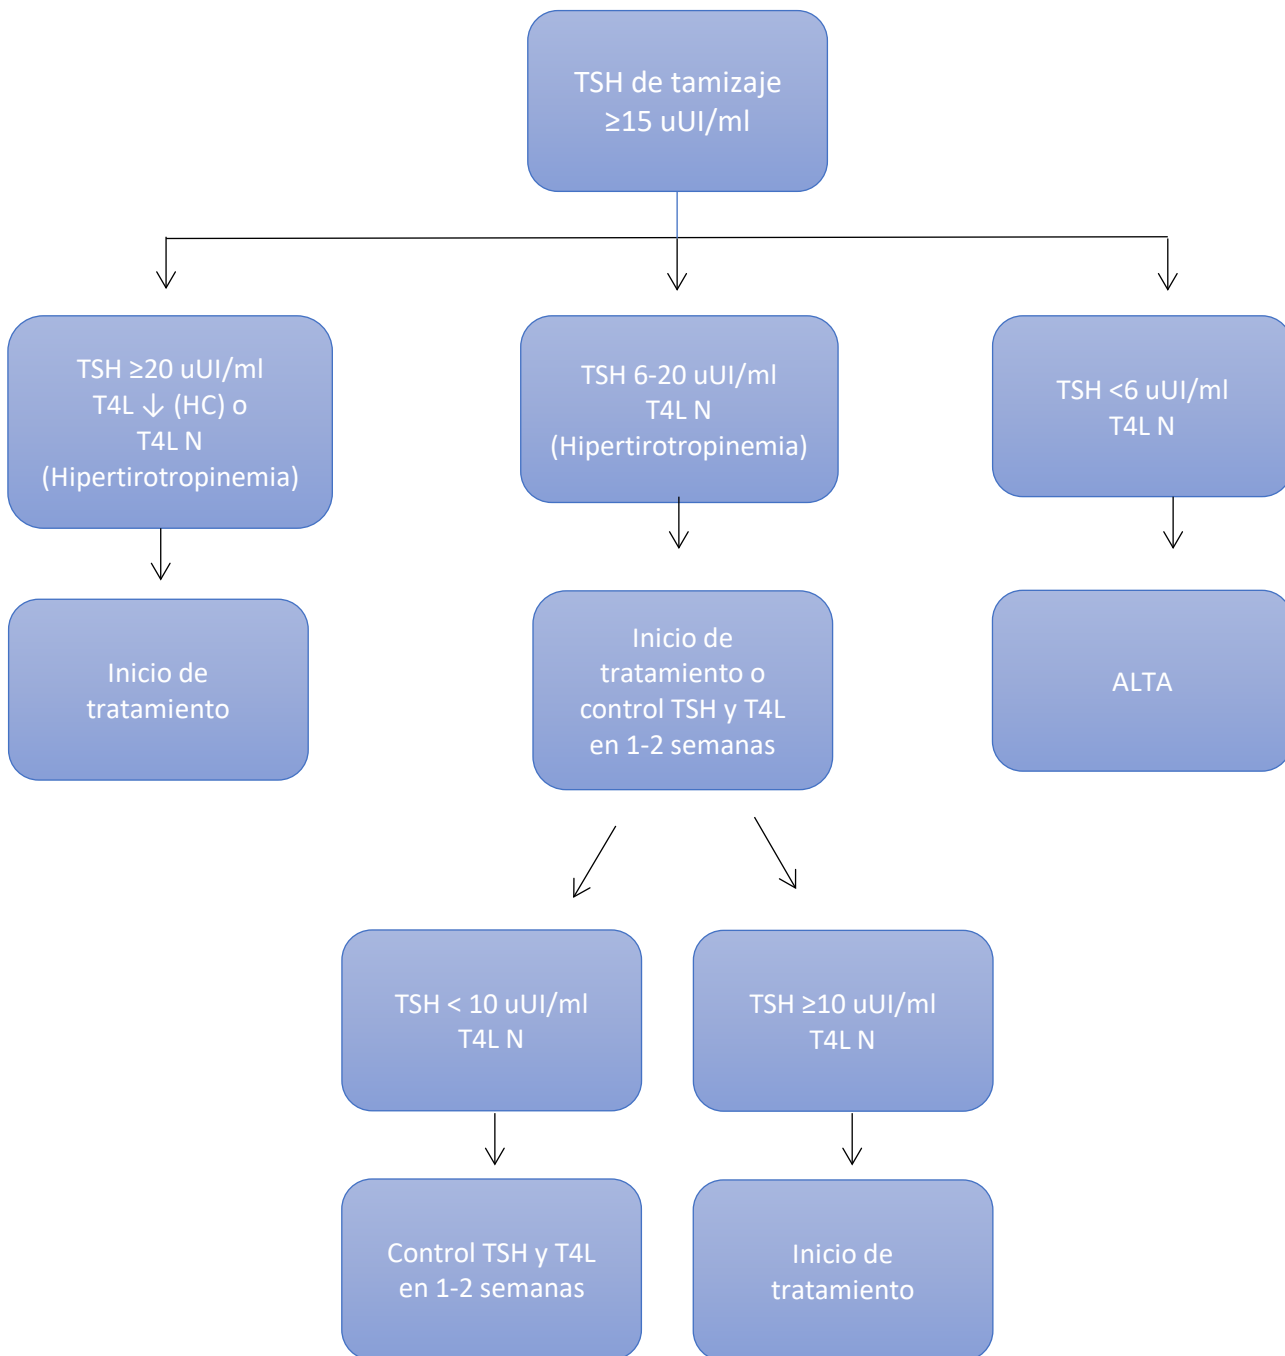 TSH de tamizaje
≥15 uUI/ml
TSH ≥20 uUI/ml
T4L ↓ (HC) o
T4L N
(Hipertirotropinemia)
TSH 6-20 uUI/ml
T4L N
(Hipertirotropinemia)
TSH <6 uUI/ml
T4L N
Inicio de
tratamiento
Inicio de
tratamiento o
control TSH y T4L
en 1-2 semanas
ALTA
TSH < 10 uUI/ml
T4L N
TSH ≥10 uUI/ml
T4L N
Control TSH y T4L
en 1-2 semanas
Inicio de
tratamiento